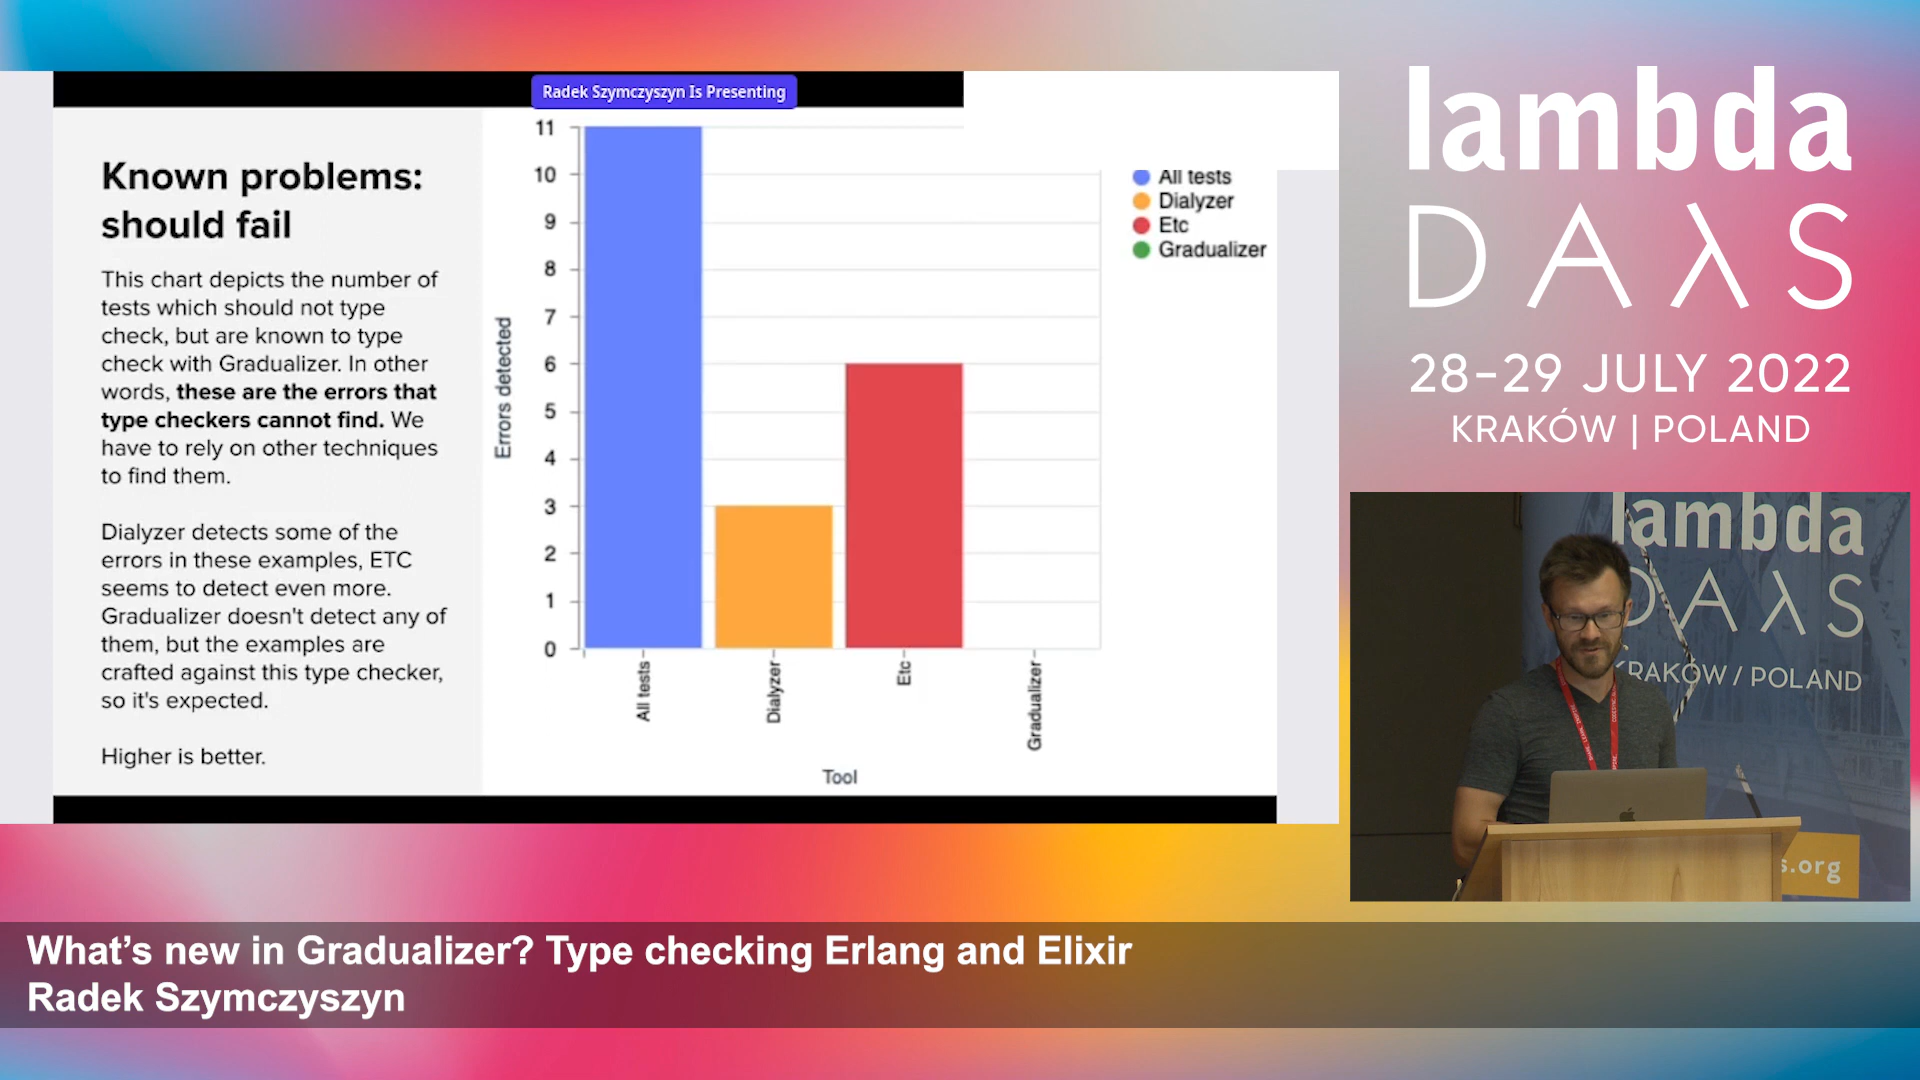 Radek Szymczyszyn Is Presenting
Known problems:
should fail
This chart depicts the number of
tests which should not type
check, but are known to type
check with Gradualizer. In other
words, these are the errors that
type checkers cannot find. We
have to rely on other techniques
to find them.
Dialyzer detects some of the
errors in these examples, ETC
seems to detect even more.
Gradualizer doesn't detect any of
them, but the examples are
crafted against this type checker,
so it's expected.
Higher is better.
Errors detected
11
10
9
8
7
6
5
4
3
2
1
0
All tests
Dialyzer
Etc
Gradualizer
Tool
All tests
Dialyzer
Etc
Gradualizer
lambda
DAλS
28-29 JULY 2022
KRAKÓW | POLAND
lambda
DAλS
KRAKÓW / POLAND
s.org
What's new in Gradualizer? Type checking Erlang and Elixir
Radek Szymczyszyn